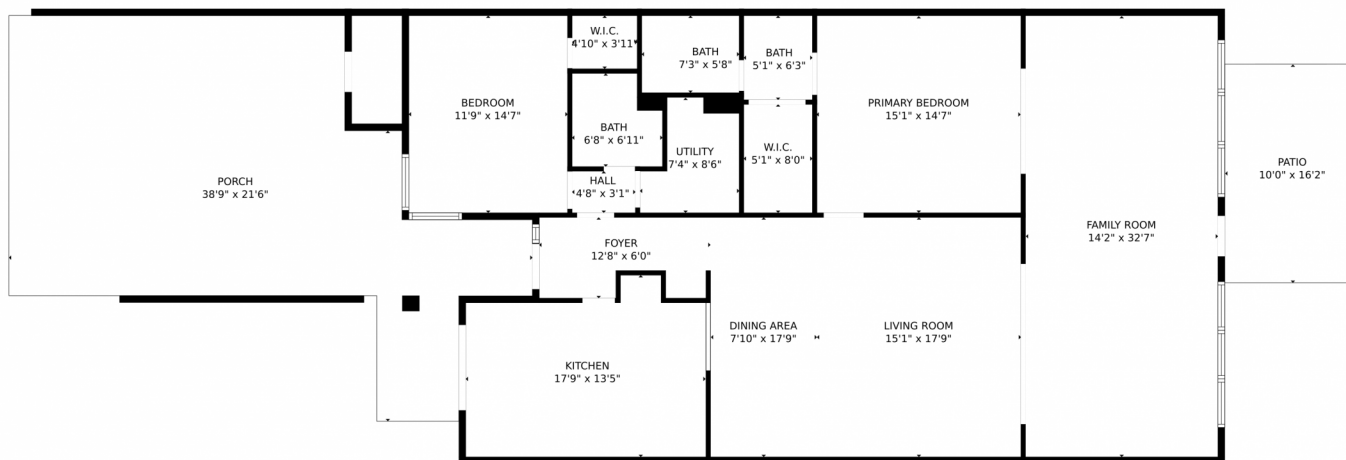 W.I.C.
4'10" x 3'11"
BATH
7'3" x 5'8"
BATH
5'1" x 6'3"
BEDROOM
11'9" x 14'7"
PRIMARY BEDROOM
15'1" x 14'7"
BATH
6'8" x 6'11"
UTILITY
7'4" x 8'6"
W.I.C.
5'1" x 8'0"
PATIO
10'0" x 16'2"
PORCH
38'9" x 21'6"
HALL
4'8" x 3'1"
FAMILY ROOM
14'2" x 32'7"
FOYER
12'8" x 6'0"
DINING AREA
7'10" x 17'9"
LIVING ROOM
15'1" x 17'9"
KITCHEN
17'9" x 13'5"